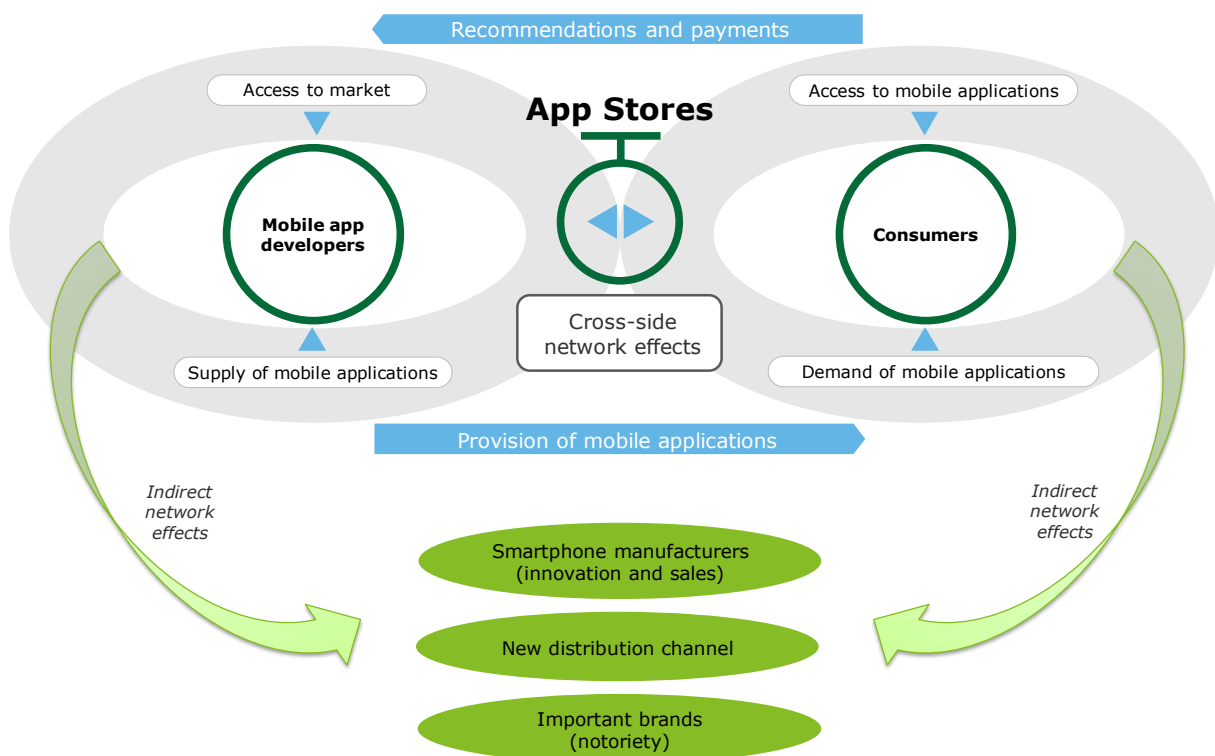 Recommendations and payments
Access to market
App Stores
Access to mobile applications
Mobile app
developers
Consumers
Cross-side
network effects
Supply of mobile applications
Demand of mobile applications
Provision of mobile applications
Indirect
network
effects
Indirect
network
effects
Smartphone manufacturers
(innovation and sales)
New distribution channel
Important brands
(notoriety)